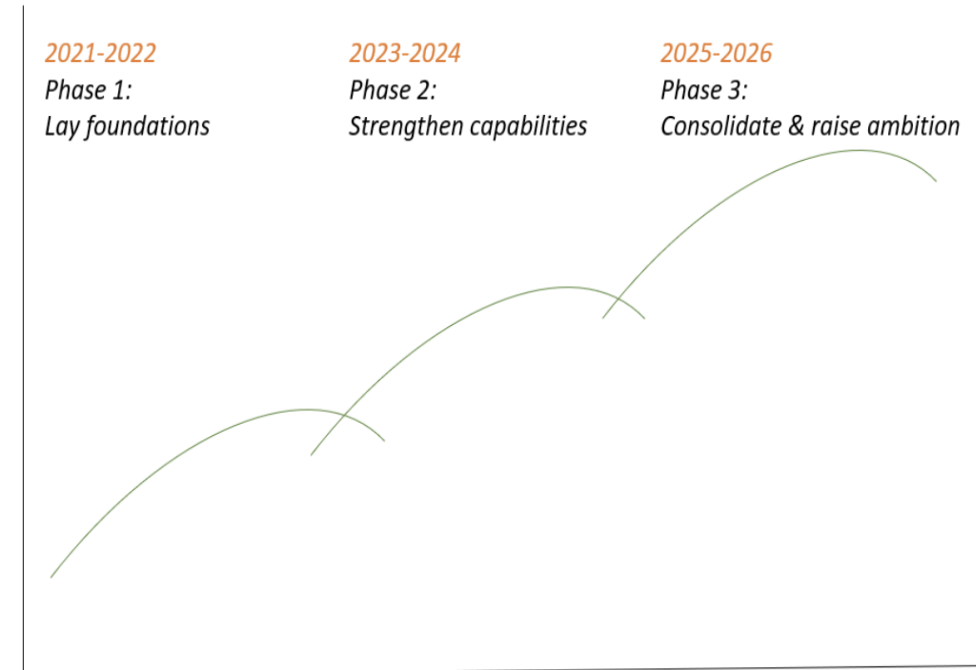 2021-2022
Phase 1:
Lay foundations
2023-2024
Phase 2:
Strengthen capabilities
2025-2026
Phase 3:
Consolidate & raise ambition